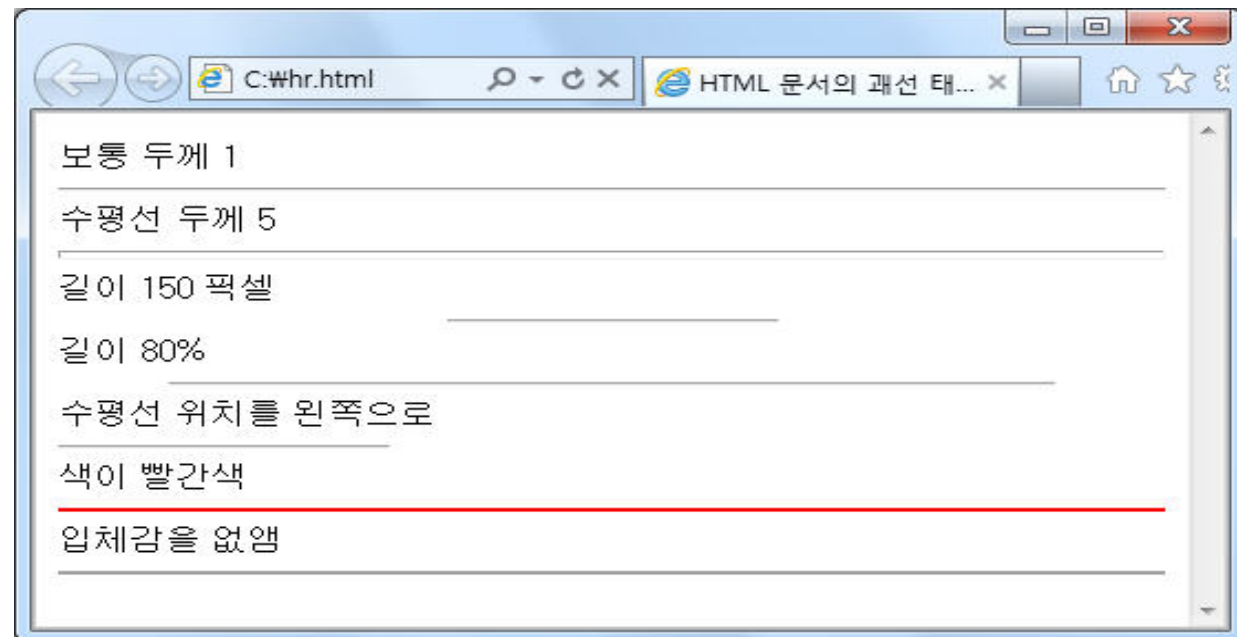 C:₩hr.html
HTML 문서의 괘선 태...
보통 두께 1
수평선 두께 5
길이 150 픽셀
길이 80%
수평선 위치를 왼쪽으로
색이 빨간색
입체감을 없앰